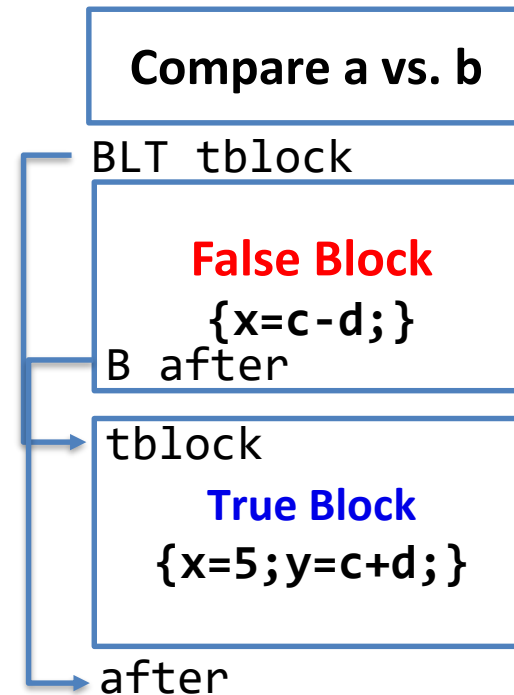 Compare a vs. b
BLT tblock
False Block
{x=c-d;}
B after
tblock
True Block
{x=5;y=c+d;}
after